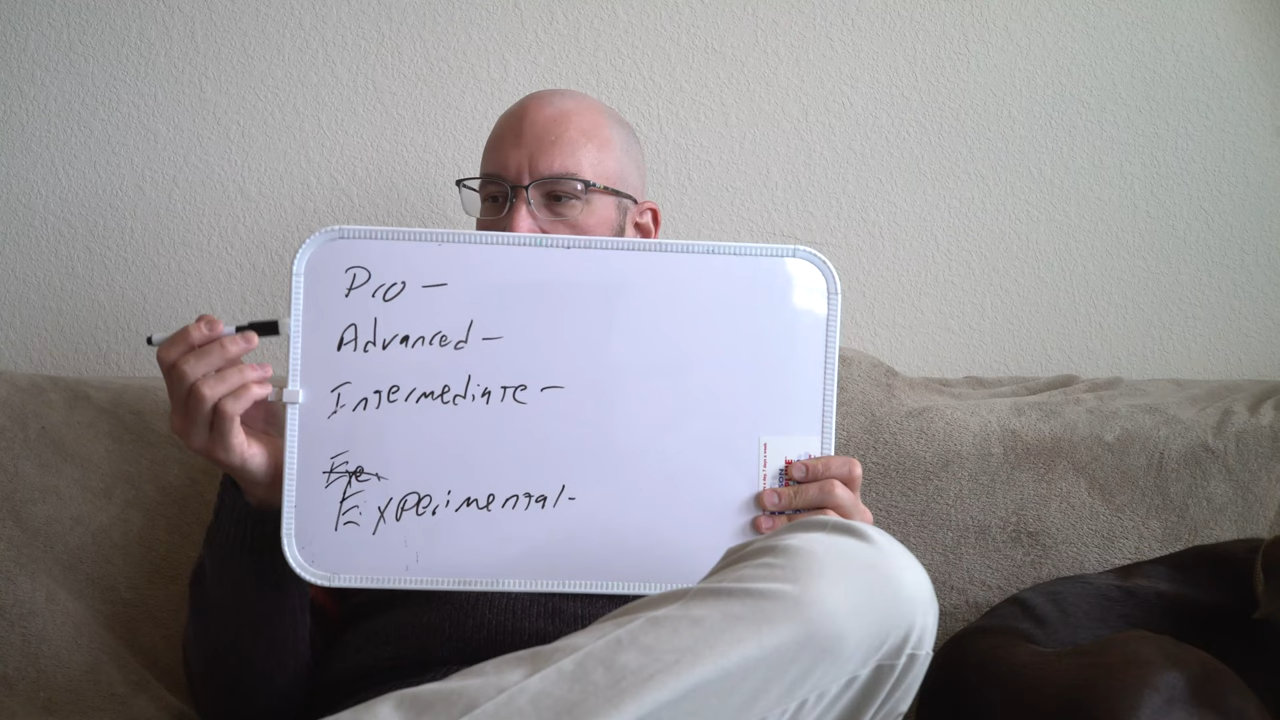 Pro -
Advanced -
Intermediate -
Experimental -